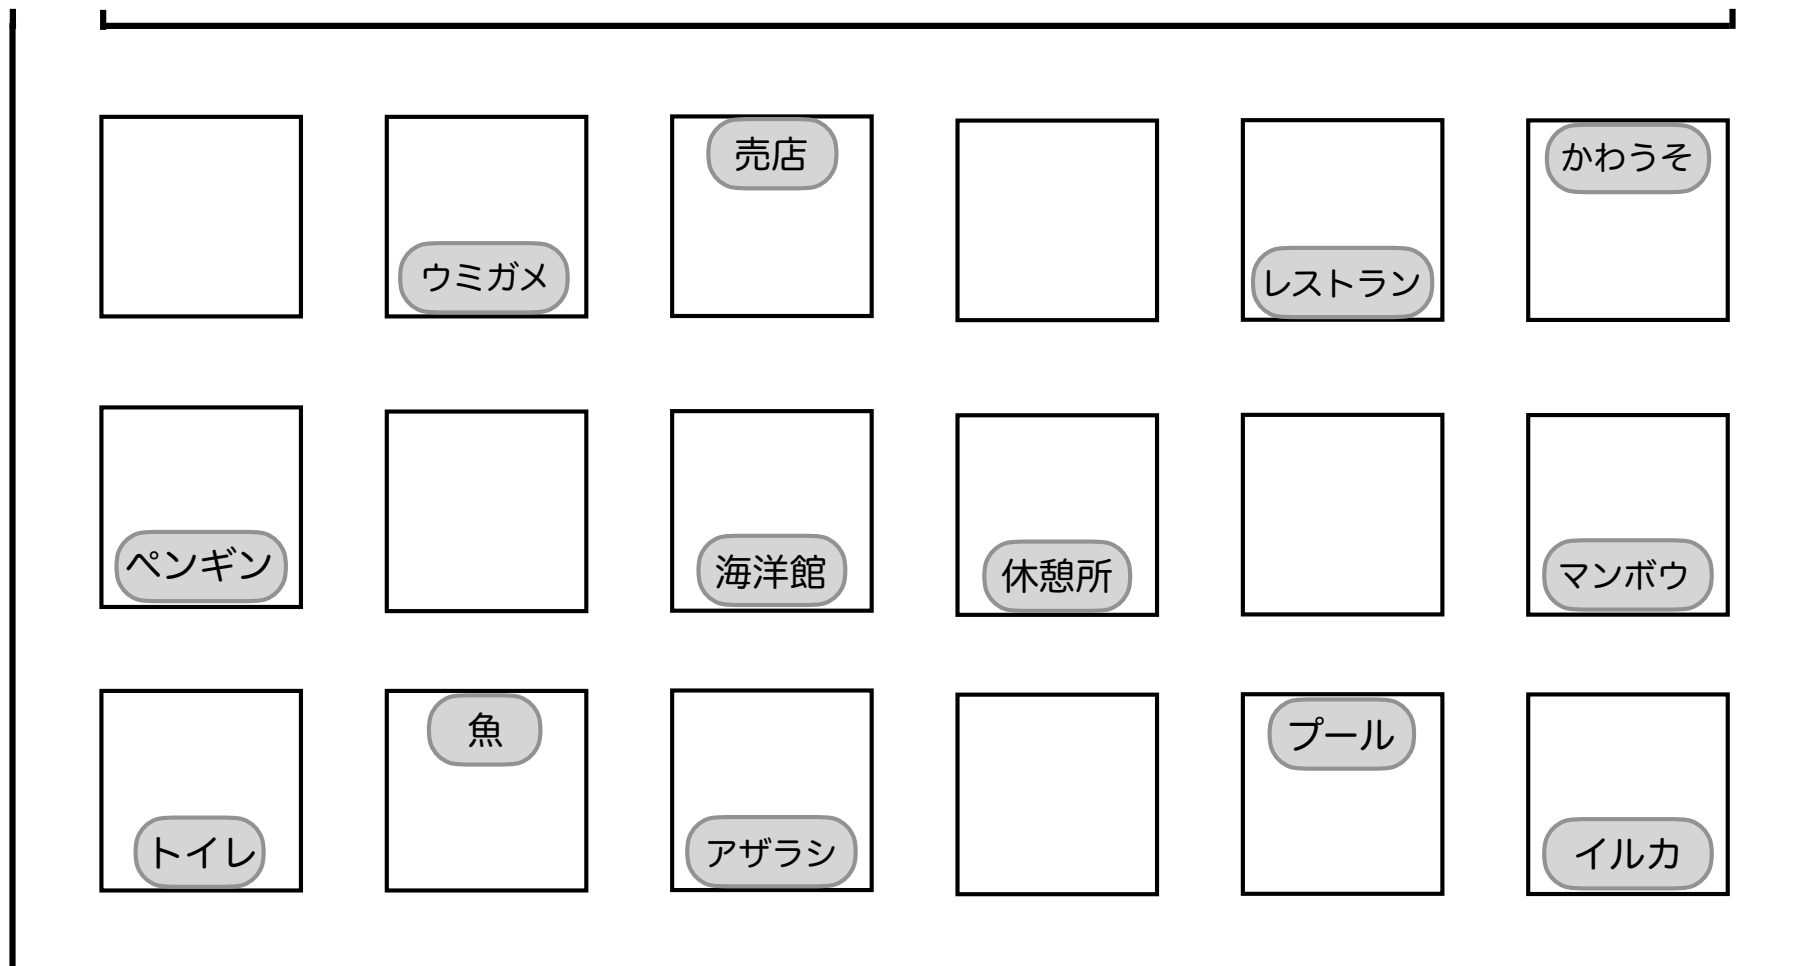 売店
かわうそ
ウミガメ
レストラン
ペンギン
海洋館
休憩所
マンボウ
魚
プール
トイレ
アザラシ
イルカ